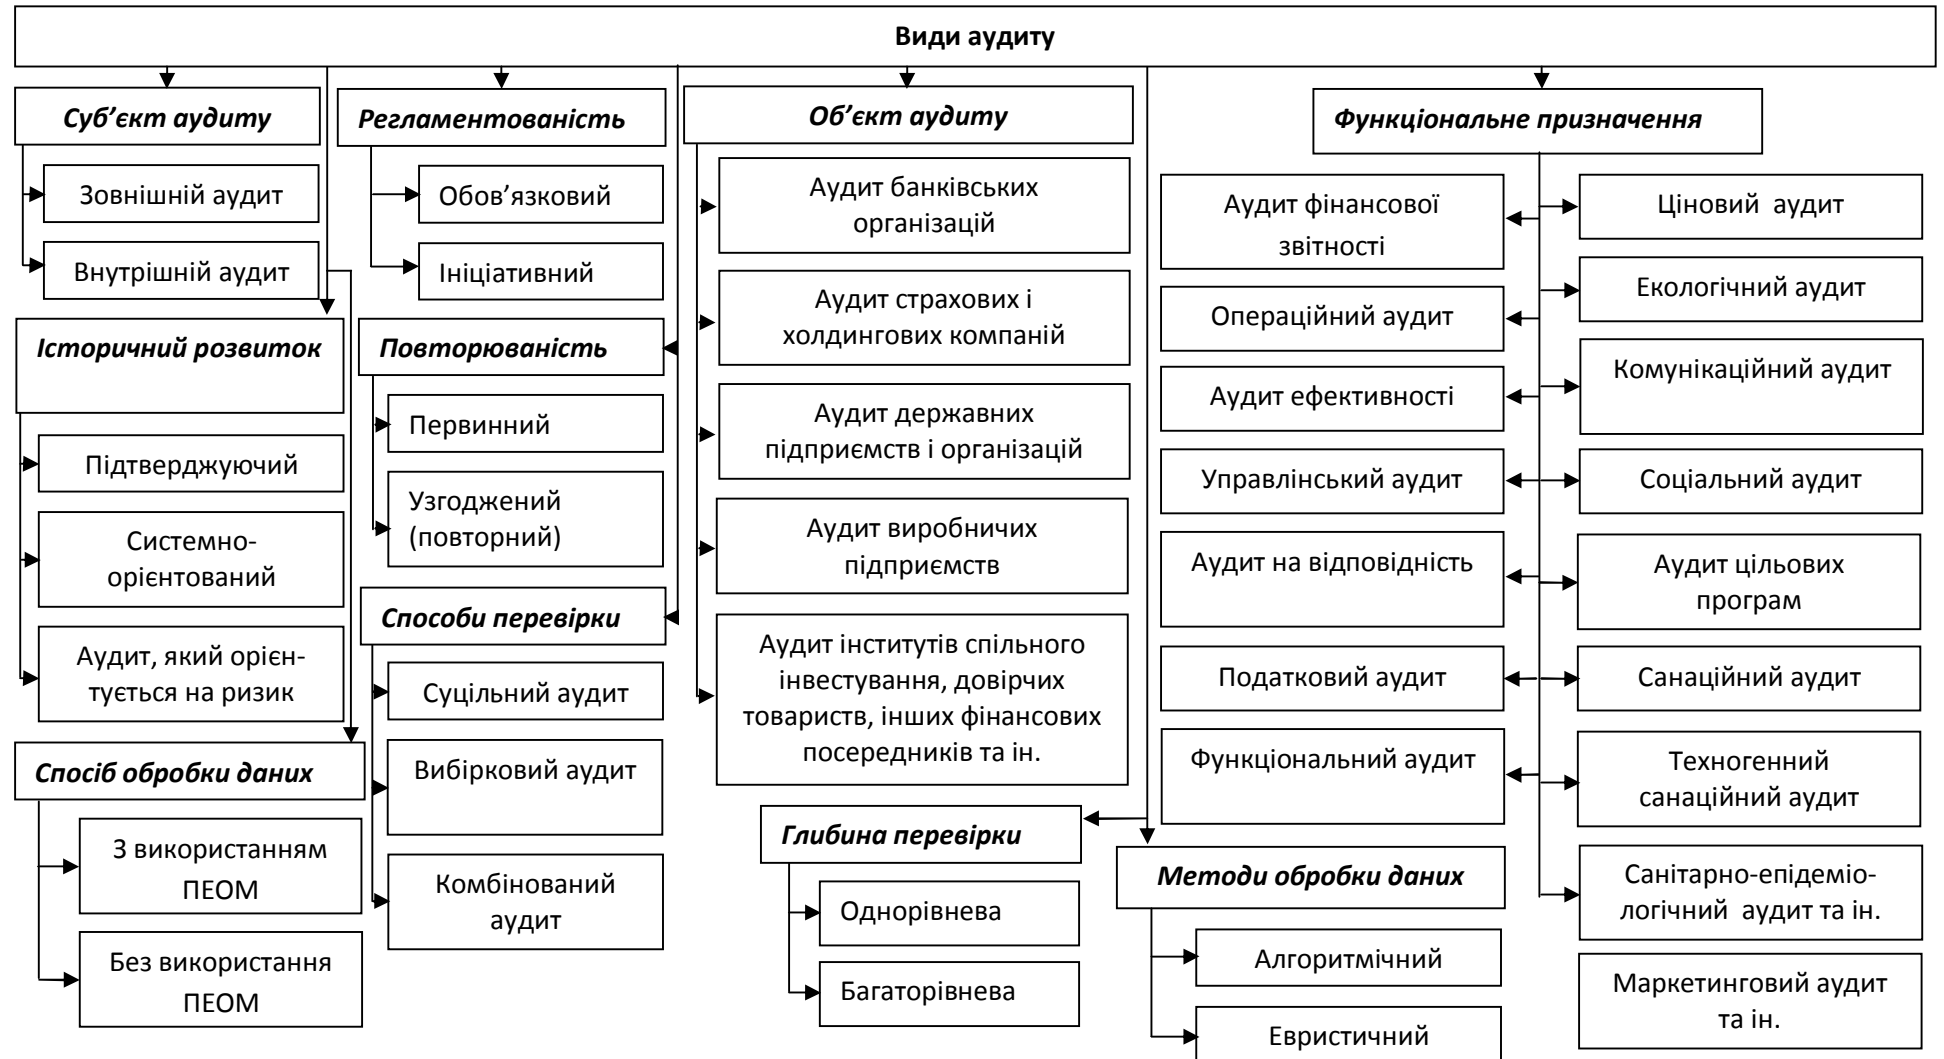 Види аудиту
Суб’єкт аудиту
Зовнішній аудит
Внутрішній аудит
Історичний розвиток
Підтверджуючий
Системно-
орієнтований
Аудит, який орієн-
тується на ризик
Спосіб обробки даних
З використанням
ПЕОМ
Без використання
ПЕОМ
Регламентованість
Обов’язковий
Ініціативний
Повторюваність
Первинний
Узгоджений
(повторний)
Способи перевірки
Суцільний аудит
Вибірковий аудит
Комбінований
аудит
Об’єкт аудиту
Аудит банківських
організацій
Аудит страхових і
холдингових компаній
Аудит державних
підприємств і організацій
Аудит виробничих
підприємств
Аудит інститутів спільного
інвестування, довірчих
товариств, інших фінансових
посередників та ін.
Глибина перевірки
Однорівнева
Багаторівнева
Функціональне призначення
Аудит фінансової
звітності
Операційний аудит
Аудит ефективності
Управлінський аудит
Аудит на відповідність
Податковий аудит
Функціональний аудит
Ціновий аудит
Екологічний аудит
Комунікаційний аудит
Соціальний аудит
Аудит цільових
програм
Санаційний аудит
Техногенний
санаційний аудит
Санітарно-епідеміо-
логічний аудит та ін.
Маркетинговий аудит
та ін.
Методи обробки даних
Алгоритмічний
Евристичний